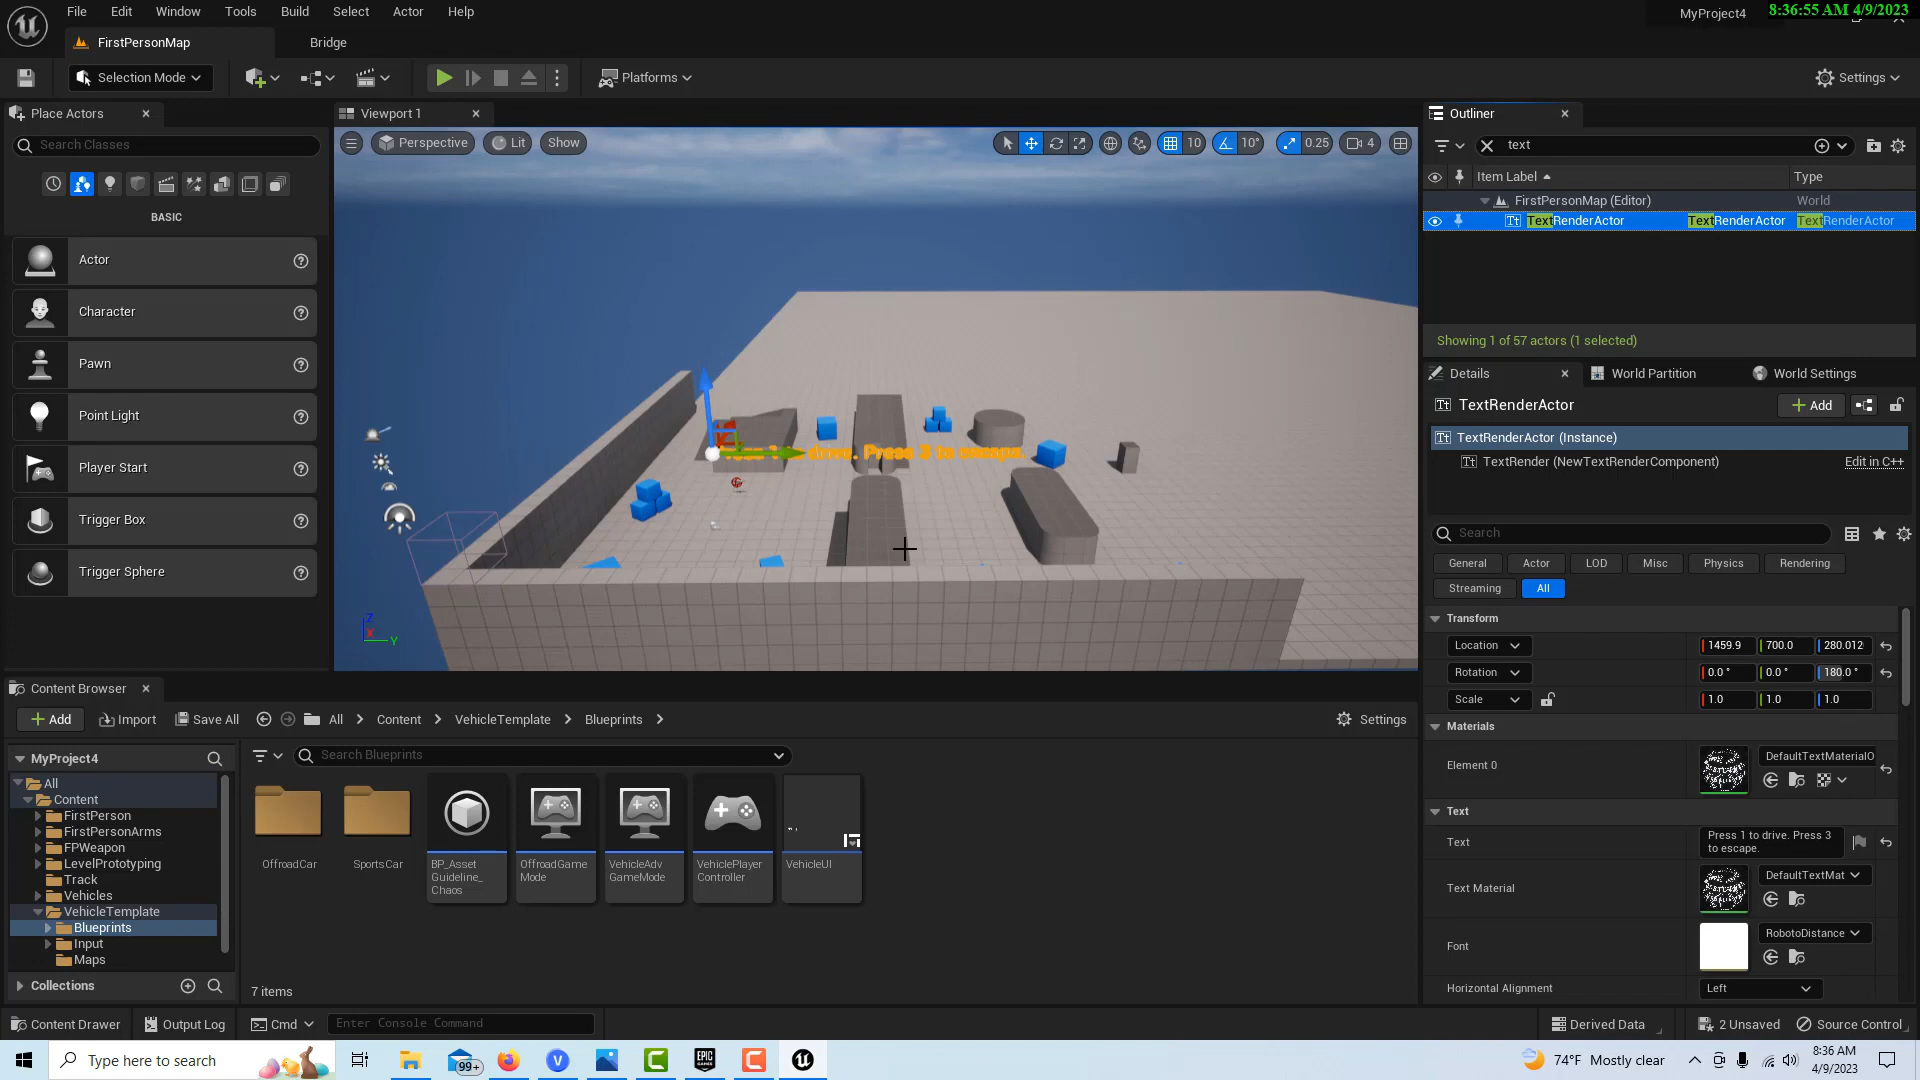 File Edit Window Tools Build Select Actor Help
MyProject4
8:36:55 AM 4/9/2023
FirstPersonMap
Bridge
Selection Mode
Platforms
Settings
Place Actors
Viewport 1
Outliner
Search Classes
Perspective
Lit
Show
10
10°
0.25
4
text
Item Label
Type
BASIC
FirstPersonMap (Editor)
World
TextRenderActor
TextRenderActor
TextRenderActor
Actor
Character
Pawn
Point Light
Player Start
Trigger Box
Trigger Sphere
drive. Press 3 to escape.
Showing 1 of 57 actors (1 selected)
Details
World Partition
World Settings
TextRenderActor
Add
TextRenderActor (Instance)
TextRender (NewTextRenderComponent)
Edit in C++
Search
General
Actor
LOD
Misc
Physics
Rendering
Streaming
All
Transform
Location
1459.9
700.0
280.012
Rotation
0.0 °
0.0 °
180.0 °
Scale
1.0
1.0
1.0
Materials
Element 0
DefaultTextMaterialO
Text
Text
Press 1 to drive. Press 3
to escape.
Text Material
DefaultTextMat
Font
RobotoDistance
Horizontal Alignment
Left
Z
X
Y
Content Browser
Add
Import
Save All
All
Content
VehicleTemplate
Blueprints
Settings
MyProject4
Search Blueprints
All
Content
FirstPerson
FirstPersonArms
FPWeapon
LevelPrototyping
Track
Vehicles
VehicleTemplate
Blueprints
Input
Maps
Collections
OffroadCar
SportsCar
BP_Asset
Guideline_
Chaos
OffroadGame
Mode
VehicleAdv
GameMode
VehiclePlayer
Controller
VehicleUI
7 items
Content Drawer
Output Log
Cmd
Enter Console Command
Derived Data
2 Unsaved
Source Control
Type here to search
99+
EPIC
GAMES
74°F Mostly clear
8:36 AM
4/9/2023